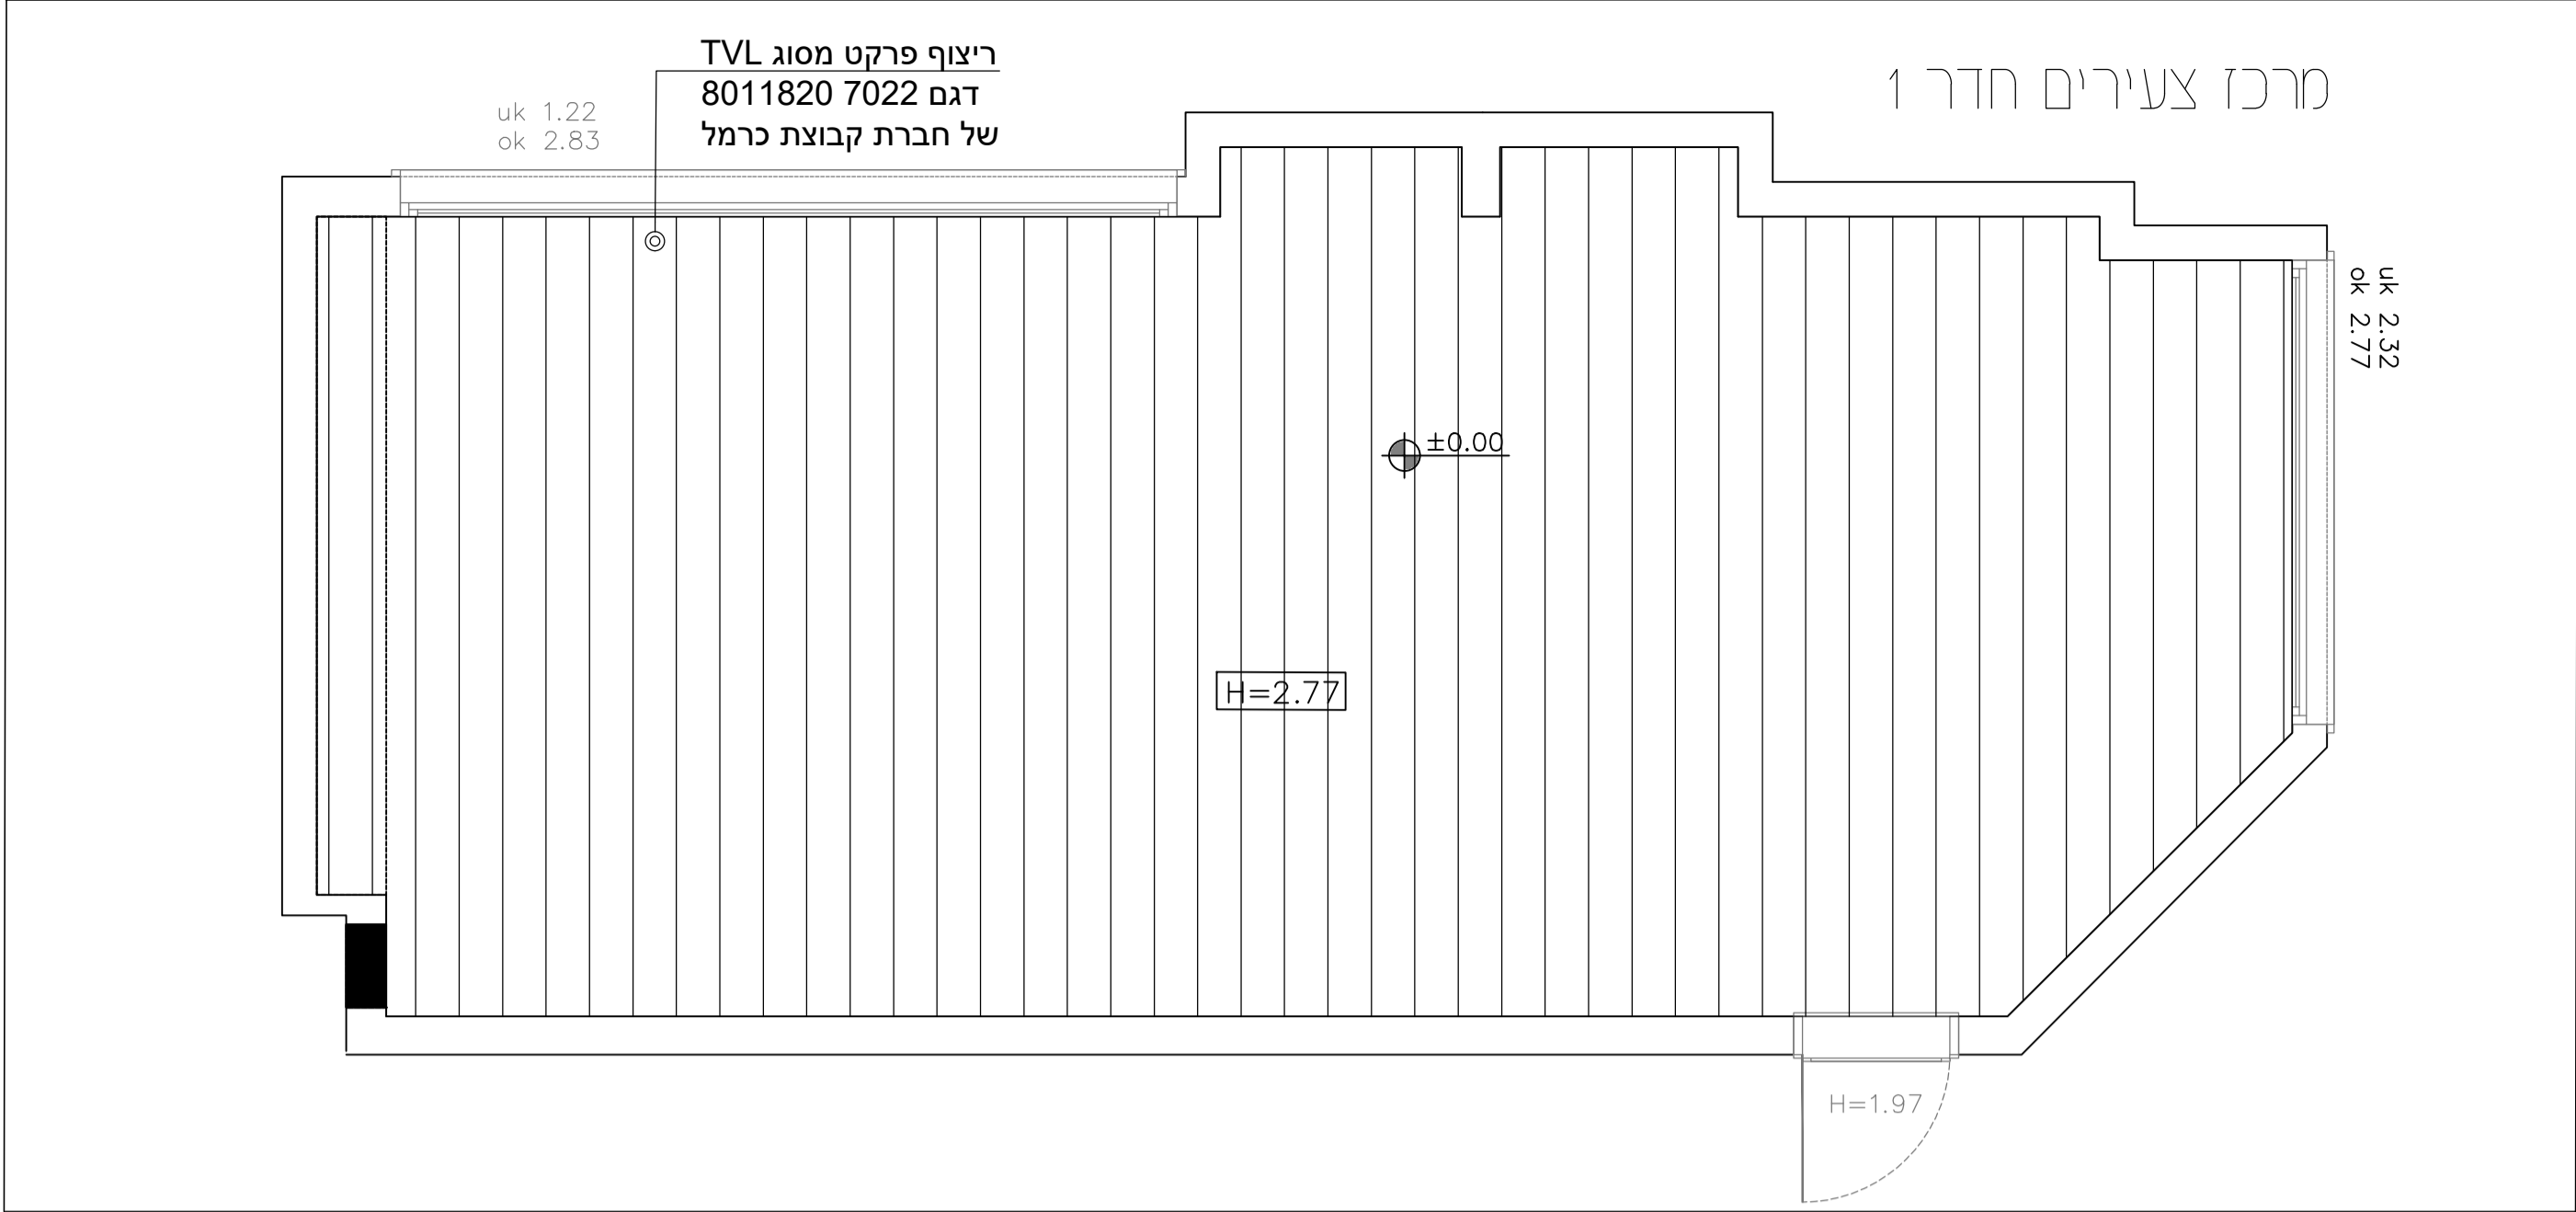 מרכז צעירים חדר 1
ריצוף פרקט מסוג TVL
דגם 7022 8011820
של חברת קבוצת כרמל
uk 1.22
ok 2.83
uk 2.32
ok 2.77
±0.00
H=2.77
H=1.97